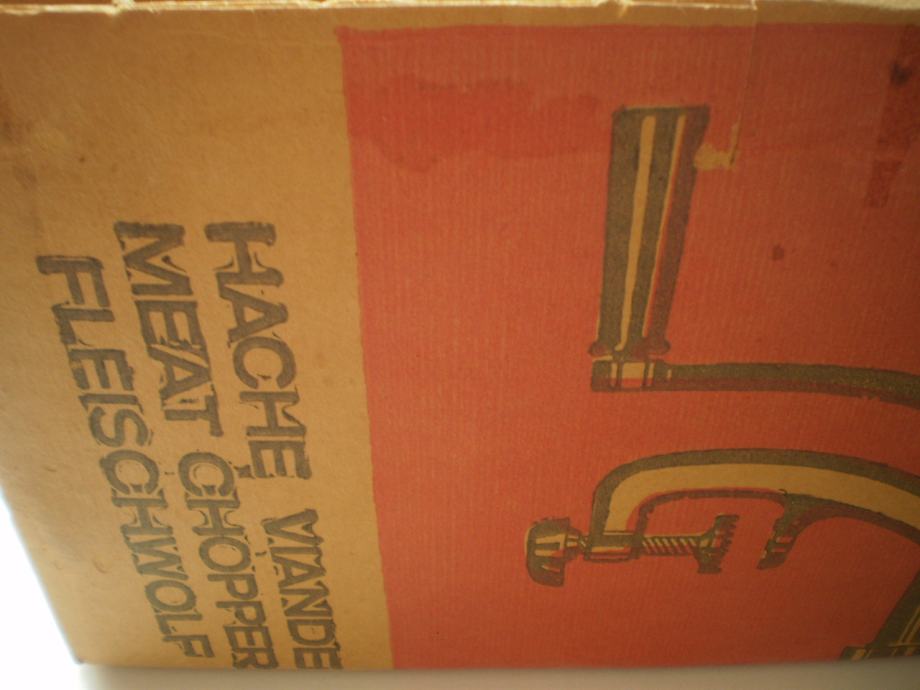 HACHE VIANDE
MEAT CHOPPER
FLEISCHWOLF